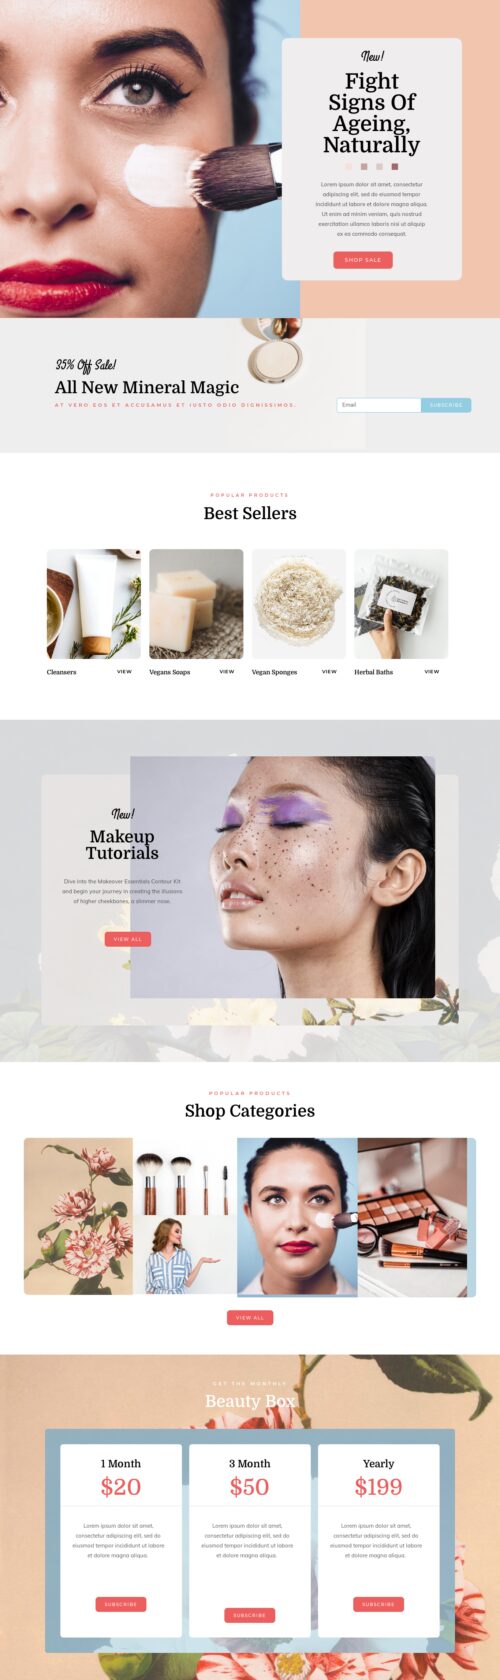 New!
Fight
Signs Of
Ageing,
Naturally
Lorem ipsum dolor sit amet, consectetur
adipiscing elit, sed do eiusmod tempor
incididunt ut labore et dolore magna aliqua.
Ut enim ad minim veniam, quis nostrud
exercitation ullamco laboris nisi ut aliquip
ex ea commodo consequat.
SHOP SALE
35% Off Sale!
All New Mineral Magic
AT VERO EOS ET ACCUSAMUS ET IUSTO ODIO DIGNISSIMOS.
Email
SUBSCRIBE
POPULAR PRODUCTS
Best Sellers
Cleansers VIEW Vegans Soaps VIEW Vegan Sponges VIEW Herbal Baths VIEW
New!
Makeup
Tutorials
Dive into the Makeover Essentials Contour Kit
and begin your journey in creating the illusions
of higher cheekbones, a slimmer nose.
VIEW ALL
POPULAR PRODUCTS
Shop Categories
VIEW ALL
GET THE MONTHLY
Beauty Box
1 Month
$20
Lorem ipsum dolor sit amet,
consectetur adipiscing elit, sed do
eiusmod tempor incididunt ut labore
et dolore magna aliqua.
SUBSCRIBE
3 Month
$50
Lorem ipsum dolor sit amet,
consectetur adipiscing elit, sed do
eiusmod tempor incididunt ut labore
et dolore magna aliqua.
SUBSCRIBE
Yearly
$199
Lorem ipsum dolor sit amet,
consectetur adipiscing elit, sed do
eiusmod tempor incididunt ut labore
et dolore magna aliqua.
SUBSCRIBE